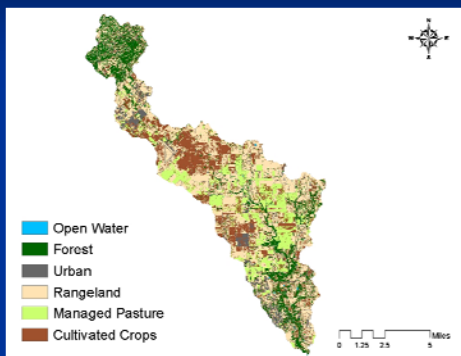 N
W
E
S
Open Water
Forest
Urban
Rangeland
Managed Pasture
Cultivated Crops
Miles
0 1.25 2.5 5